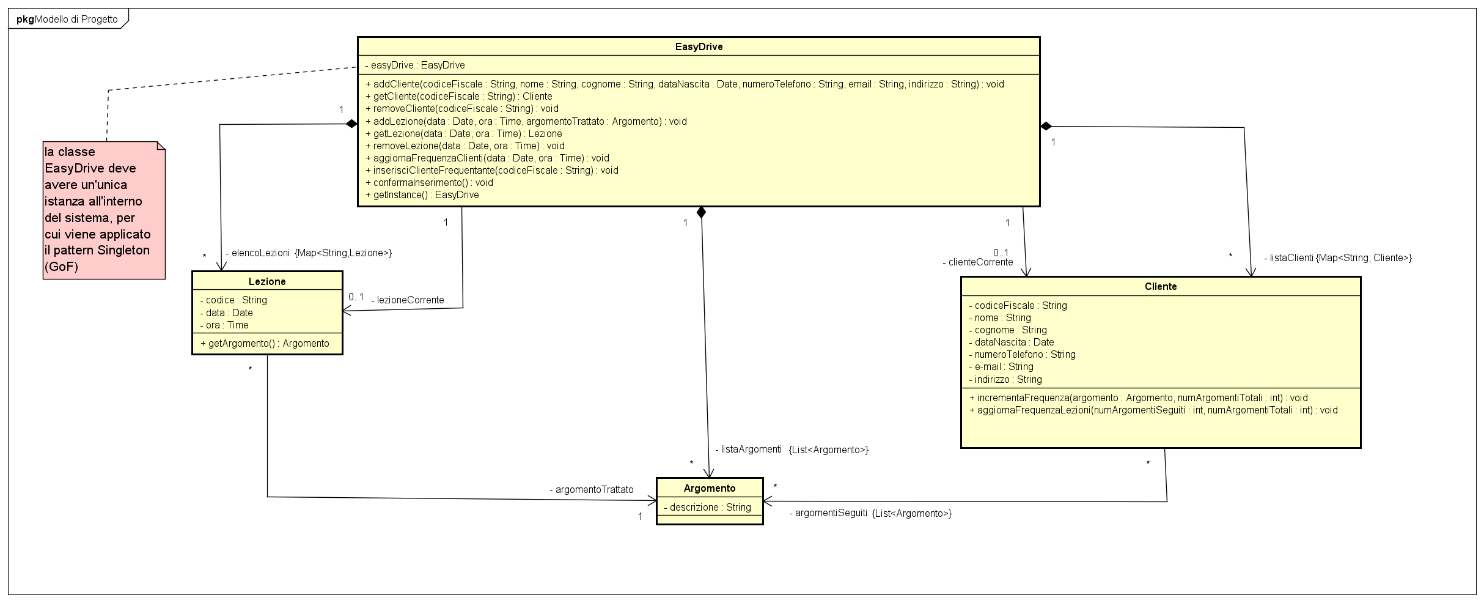 pkg Modello di Progetto
EasyDrive
- easyDrive : EasyDrive
+ addCliente(codiceFiscale : String, nome : String, cognome : String, dataNascita : Date, numeroTelefono : String, email : String, indirizzo : String) : void
+ getCliente(codiceFiscale : String) : Cliente
+ removeCliente(codiceFiscale : String) : void
+ addLezione(data : Date, ora : Time, argomentoTrattato : Argomento) : void
+ getLezione(data : Date, ora : Time) : Lezione
+ removeLezione(data : Date, ora : Time) : void
+ aggiornaFrequenzaClienti(data : Date, ora : Time) : void
+ inserisciClienteFrequentante(codiceFiscale : String) : void
+ confermaInserimento() : void
+ getInstance() : EasyDrive
1
1
la classe
EasyDrive deve
avere un'unica
istanza all'interno
del sistema, per
cui viene applicato
il pattern Singleton
(GoF)
1
1
1
* - elencoLezioni {Map<String,Lezione>}
0..1
- clienteCorrente
* - listaClienti {Map<String, Cliente>}
Lezione
- codice : String
- data : Date
- ora : Time
+ getArgomento() : Argomento
0..1 - lezioneCorrente
Cliente
- codiceFiscale : String
- nome : String
- cognome : String
- dataNascita : Date
- numeroTelefono : String
- e-mail : String
- indirizzo : String
+ incrementaFrequenza(argomento : Argomento, numArgomentiTotali : int) : void
+ aggiornaFrequenzaLezioni(numArgomentiSeguiti : int, numArgomentiTotali : int) : void
*
- listaArgomenti {List<Argomento>}
*
*
- argomentoTrattato
1
Argomento
- descrizione : String
*
- argomentiSeguiti {List<Argomento>}